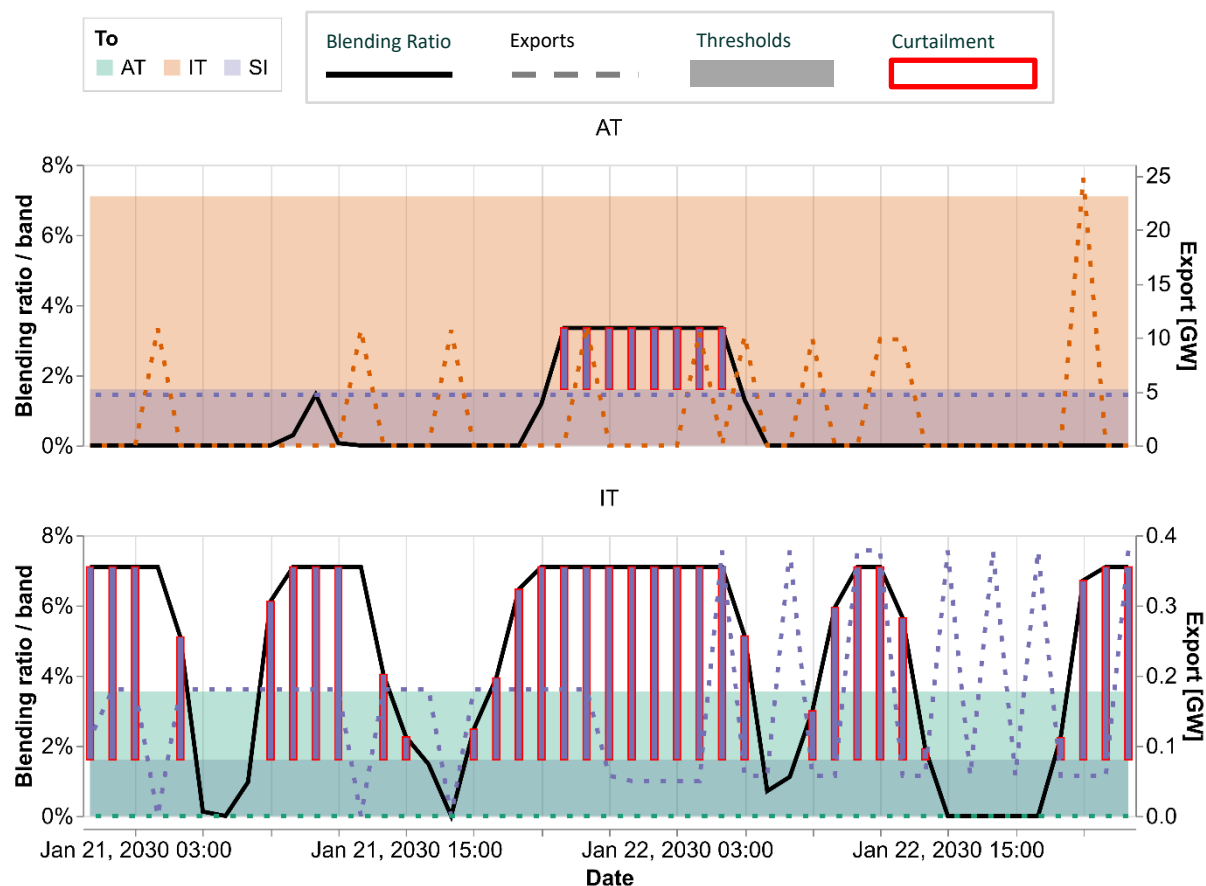 To
AT IT SI
Blending Ratio Exports Thresholds Curtailment
AT
8%
6%
4%
2%
0%
Blending ratio / band
25
20
15
10
5
0
Export [GW]
IT
8%
6%
4%
2%
0%
Blending ratio / band
0.4
0.3
0.2
0.1
0.0
Export [GW]
Jan 21, 2030 03:00 Jan 21, 2030 15:00 Jan 22, 2030 03:00 Jan 22, 2030 15:00
Date